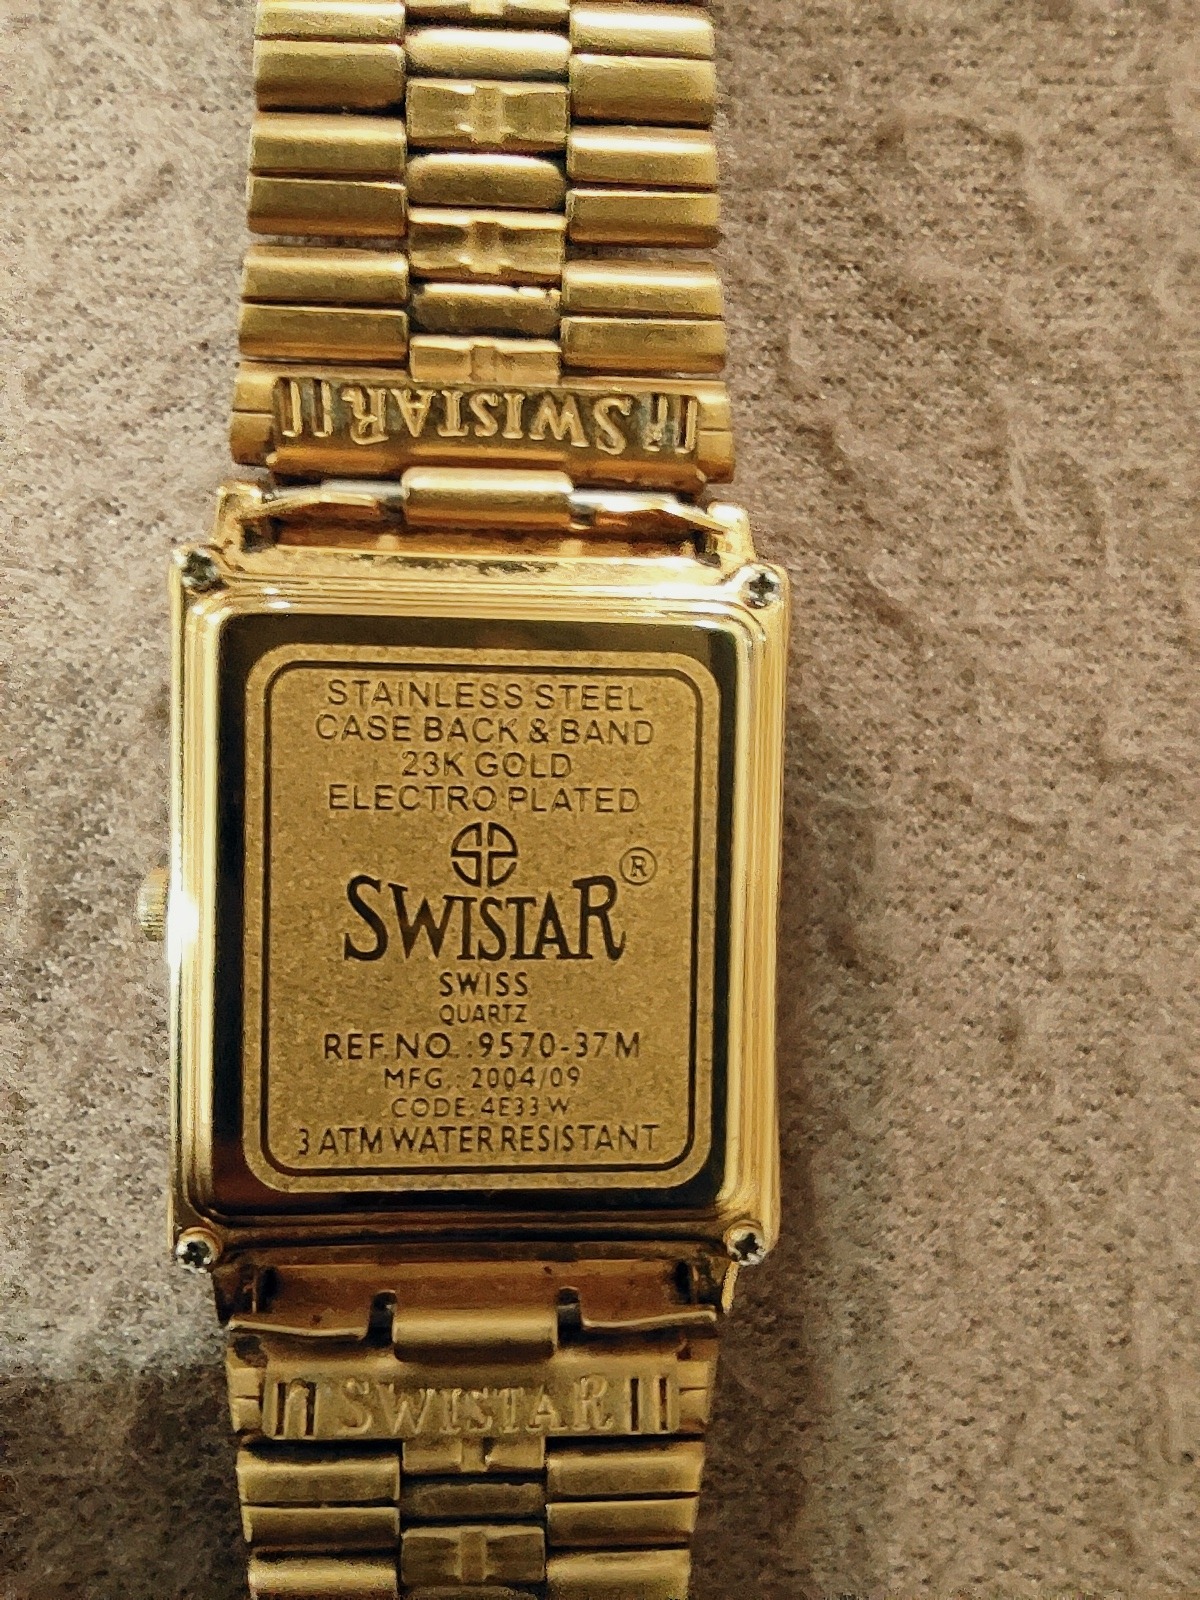 SWISTAR
STAINLESS STEEL
CASE BACK & BAND
23K GOLD
ELECTRO PLATED
SWISTAR ®
SWISS
QUARTZ
REF.NO.:9570-37M
MFG.:2004/09
CODE:4E33W
3 ATM WATER RESISTANT
SWISTAR